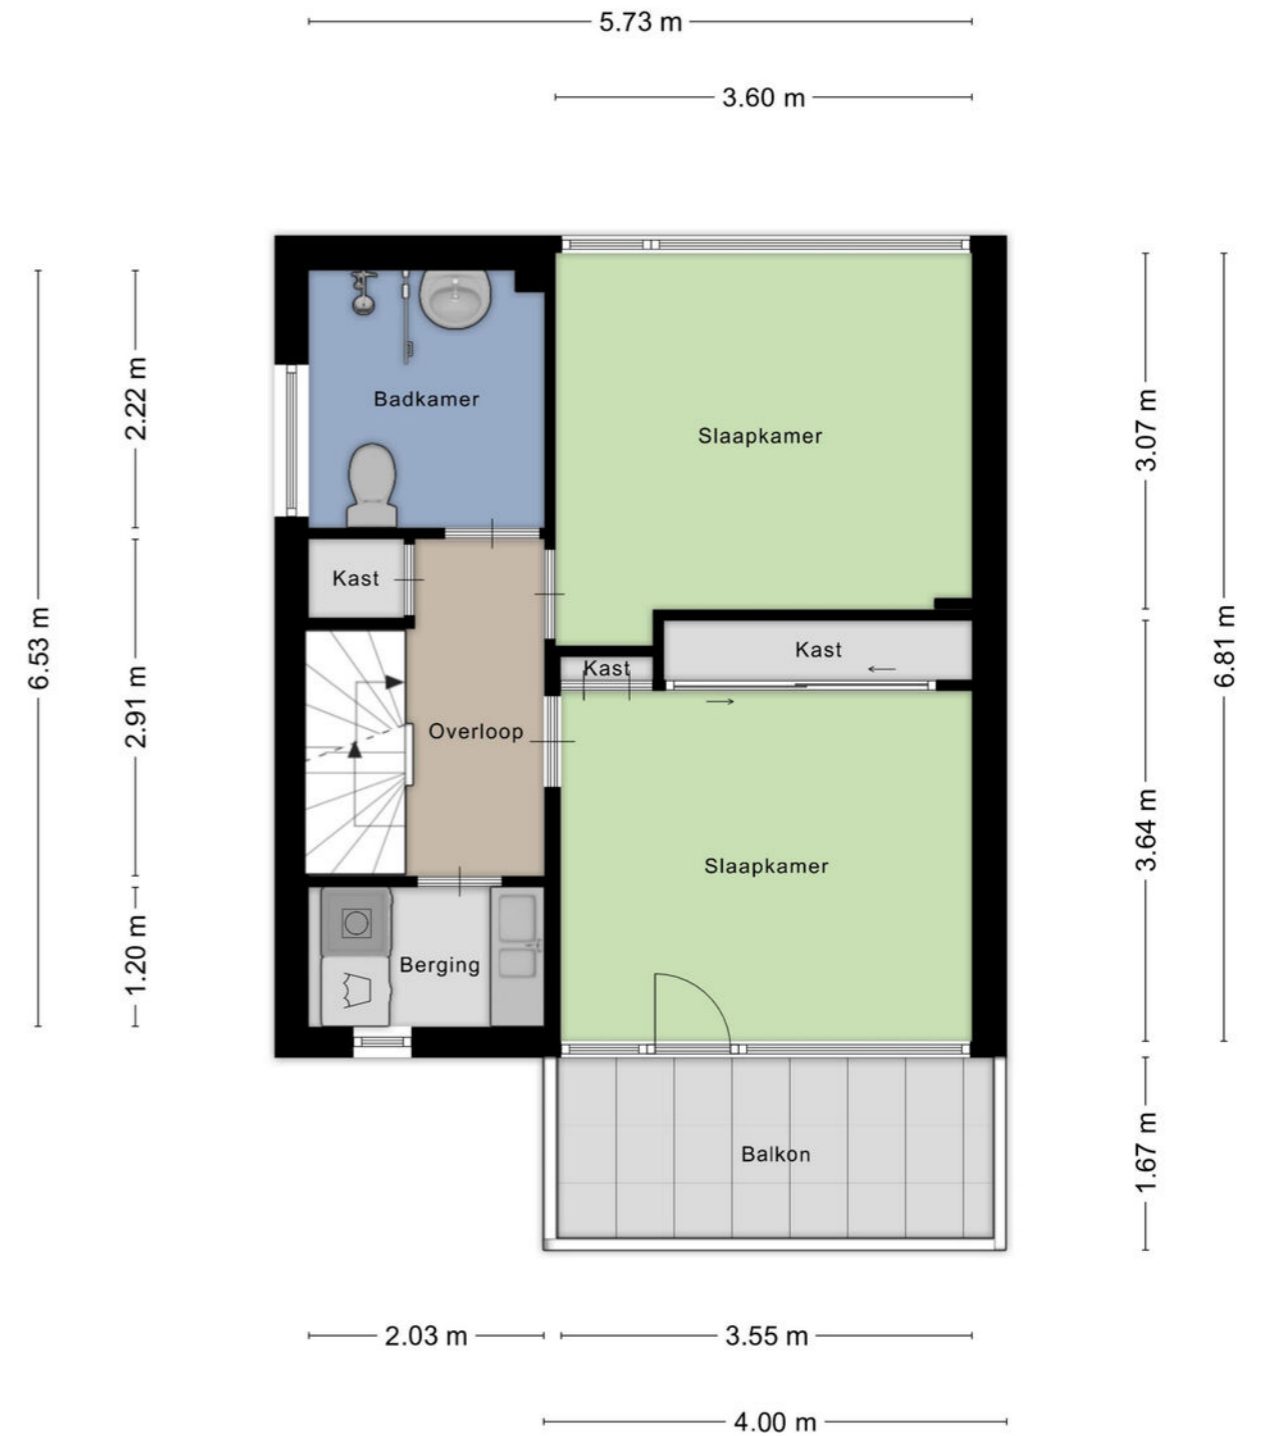 5.73 m
3.60 m
Badkamer
Slaapkamer
2.22 m
3.07 m
Kast
6.53 m
6.81 m
Kast
Kast
2.91 m
Overloop
3.64 m
Slaapkamer
1.20 m
Berging
Balkon
1.67 m
2.03 m
3.55 m
4.00 m